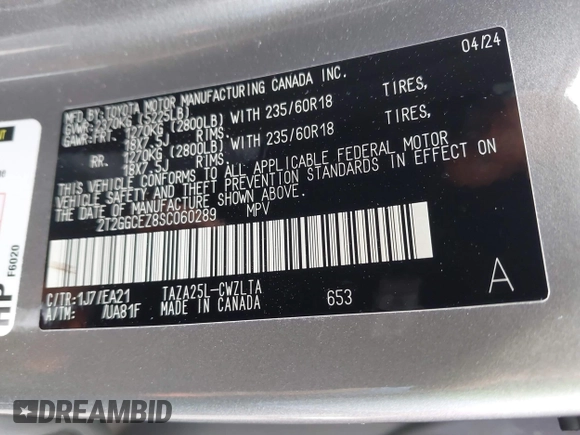 04/24
MFD.BY:TOYOTA MOTOR MANUFACTURING CANADA INC.
GVWR:2370KG (5225LB)
GAWR:FRT 1270KG (2800LB) WITH 235/60R18 TIRES,
18X7.5J RIMS,
RR. 1270KG (2800LB) WITH 235/60R18 TIRES,
18X7.5J RIMS,
THIS VEHICLE CONFORMS TO ALL APPLICABLE FEDERAL MOTOR
VEHICLE SAFETY AND THEFT PREVENTION STANDARDS IN EFFECT ON
THE DATE OF MANUFACTURE SHOWN ABOVE.
2T2GGCEZ8SC060289 MPV
C/TR:1J7/EA21 TAZA25L-CWZLTA
A/TM: /UA81F MADE IN CANADA 653 A
HP
F6020
DREAMBID